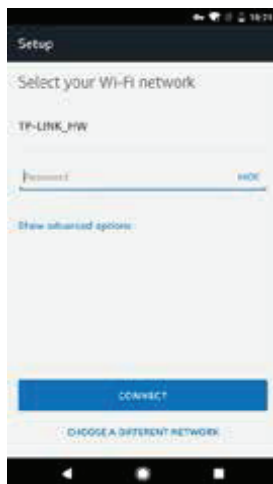 Setup
Select your Wi-Fi network
TP-LINK_HW
Password
HIDE
Show advanced options
CONNECT
CHOOSE A DIFFERENT NETWORK